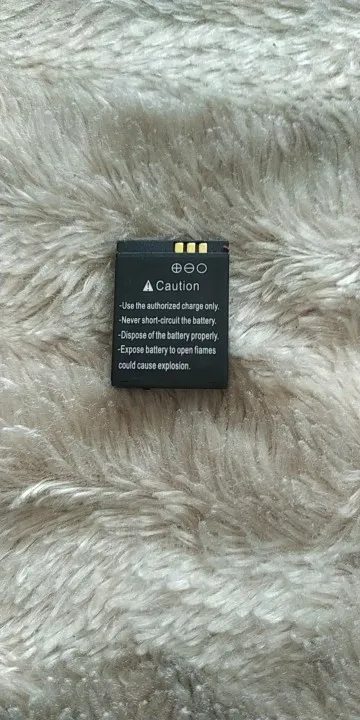 ⊕⊖○
⚠Caution
-Use the authorized charge only.
-Never short-circuit the battery.
-Dispose of the battery properly.
-Expose battery to open fiames
could cause explosion.